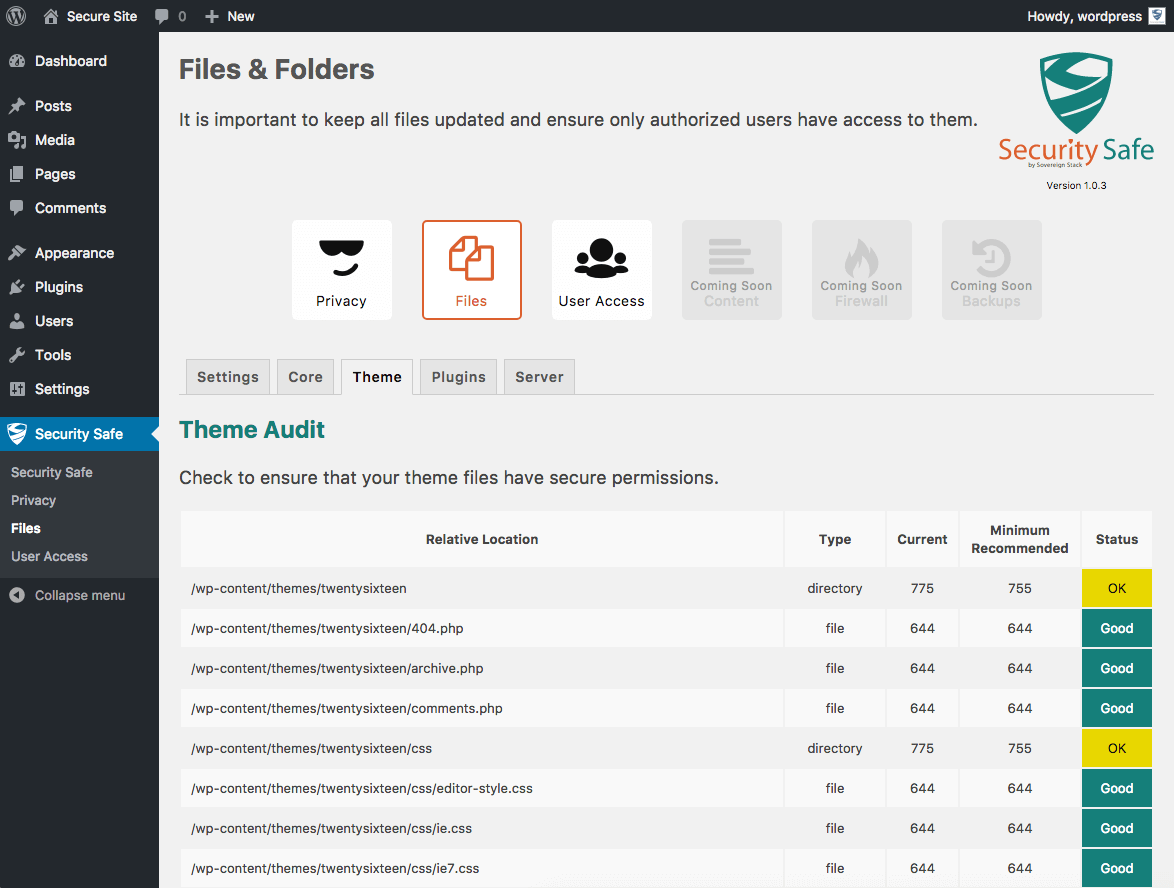 Secure Site 0 New Howdy, wordpress
Dashboard
Posts
Media
Pages
Comments
Appearance
Plugins
Users
Tools
Settings
Security Safe
Security Safe
Privacy
Files
User Access
Collapse menu
Files & Folders
It is important to keep all files updated and ensure only authorized users have access to them.
Security Safe
by Sovereign Stack
Version 1.0.3
Privacy
Files
User Access
Coming Soon
Content
Coming Soon
Firewall
Coming Soon
Backups
Settings Core Theme Plugins Server
Theme Audit
Check to ensure that your theme files have secure permissions.
Relative Location Type Current Minimum Recommended Status
/wp-content/themes/twentysixteen directory 775 755 OK
/wp-content/themes/twentysixteen/404.php file 644 644 Good
/wp-content/themes/twentysixteen/archive.php file 644 644 Good
/wp-content/themes/twentysixteen/comments.php file 644 644 Good
/wp-content/themes/twentysixteen/css directory 775 755 OK
/wp-content/themes/twentysixteen/css/editor-style.css file 644 644 Good
/wp-content/themes/twentysixteen/css/ie.css file 644 644 Good
/wp-content/themes/twentysixteen/css/ie7.css file 644 644 Good